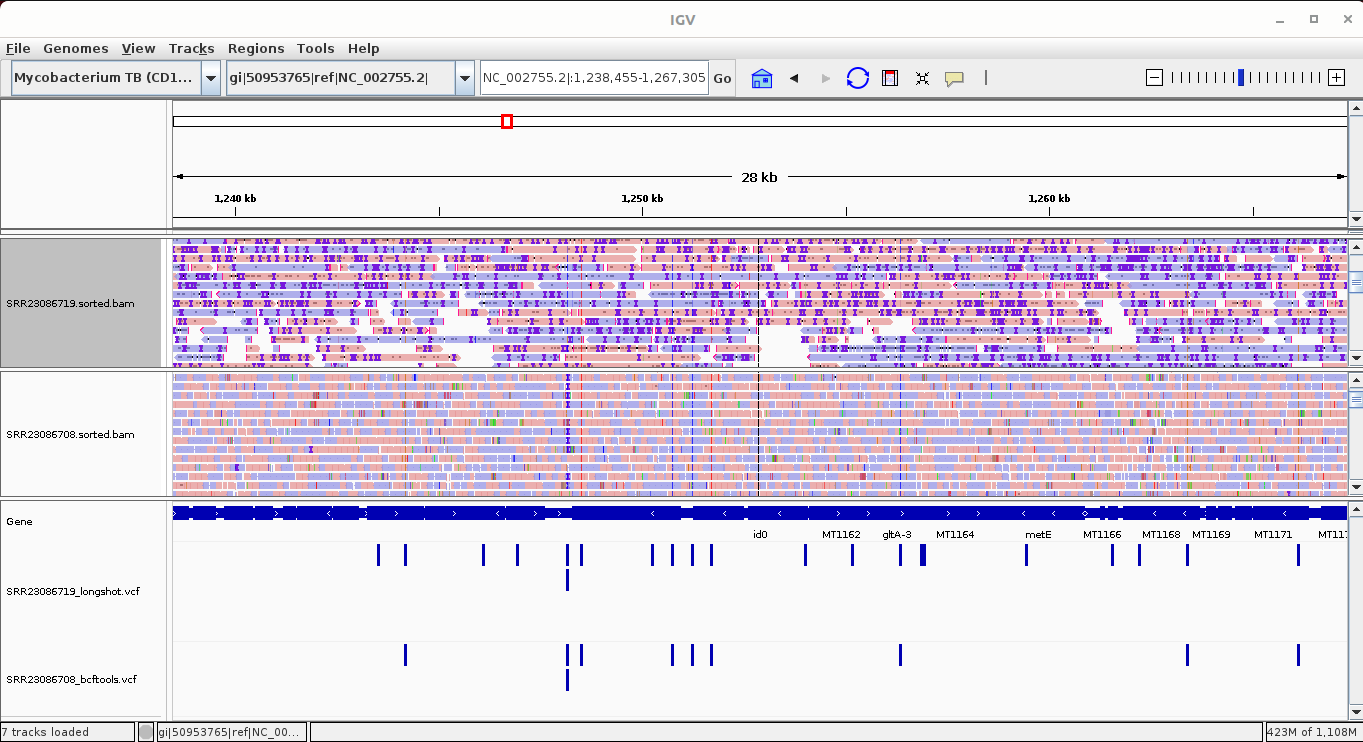 IGV
File Genomes View Tracks Regions Tools Help
Mycobacterium TB (CD1... gi|50953765|ref|NC_002755.2| NC_002755.2|:1,238,455-1,267,305 Go
28 kb
1,240 kb 1,250 kb 1,260 kb
SRR23086719.sorted.bam
SRR23086708.sorted.bam
Gene
id0 MT1162 gltA-3 MT1164 metE MT1166 MT1168 MT1169 MT1171 MT117
SRR23086719_longshot.vcf
SRR23086708_bcftools.vcf
7 tracks loaded gi|50953765|ref|NC_00... 423M of 1,108M